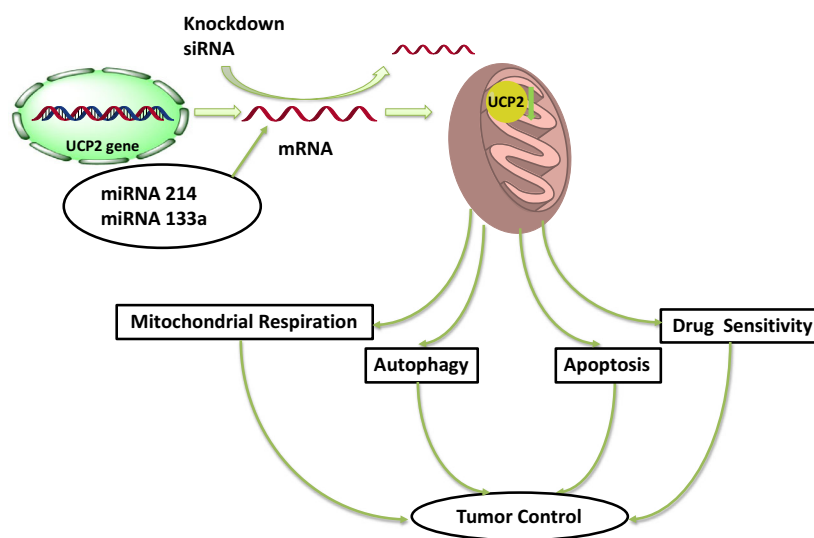 Knockdown
siRNA
UCP2
UCP2 gene
mRNA
miRNA 214
miRNA 133a
Mitochondrial Respiration
Drug Sensitivity
Autophagy
Apoptosis
Tumor Control